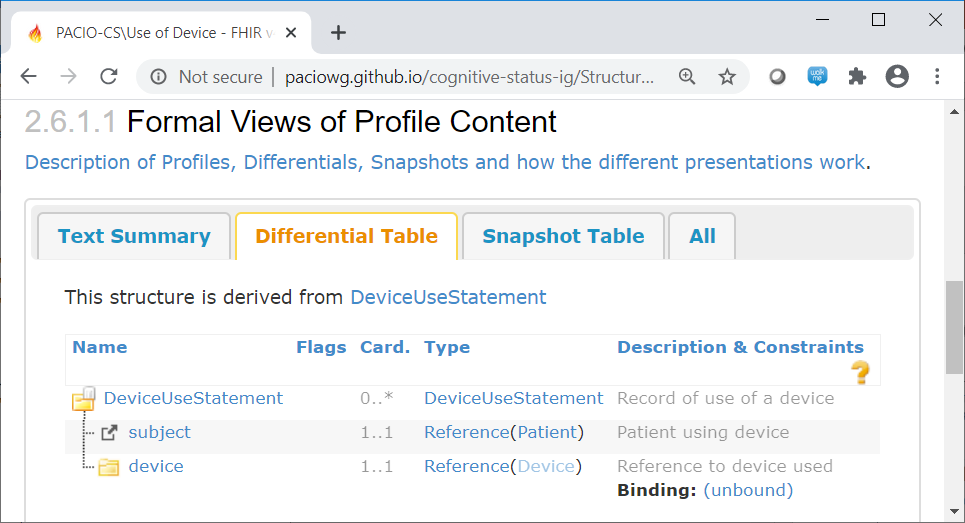 PACIO-CS\Use of Device - FHIR v
Not secure | paciowg.github.io/cognitive-status-ig/Structur...
walk me
2.6.1.1 Formal Views of Profile Content
Description of Profiles, Differentials, Snapshots and how the different presentations work.
Text Summary Differential Table Snapshot Table All
This structure is derived from DeviceUseStatement
Name Flags Card. Type Description & Constraints
?
DeviceUseStatement 0..* DeviceUseStatement Record of use of a device
subject 1..1 Reference(Patient) Patient using device
device 1..1 Reference(Device) Reference to device used
Binding: (unbound)